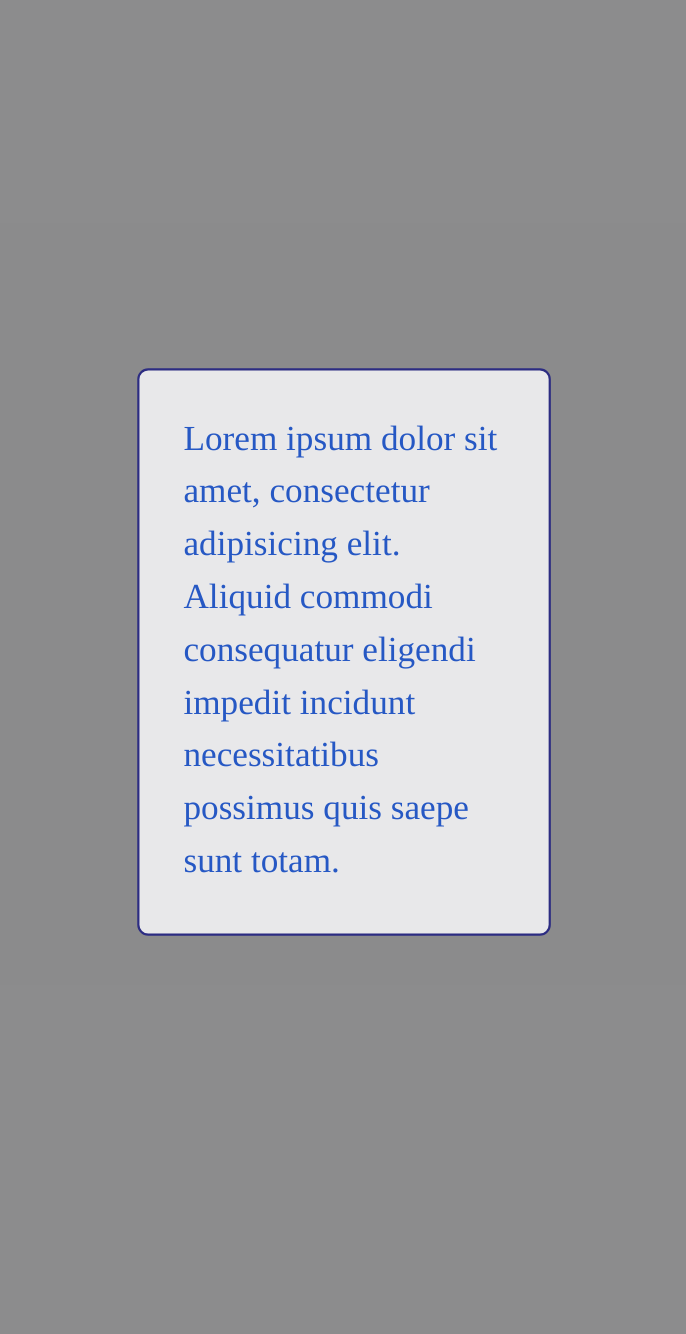 Lorem ipsum dolor sit
amet, consectetur
adipisicing elit.
Aliquid commodi
consequatur eligendi
impedit incidunt
necessitatibus
possimus quis saepe
sunt totam.